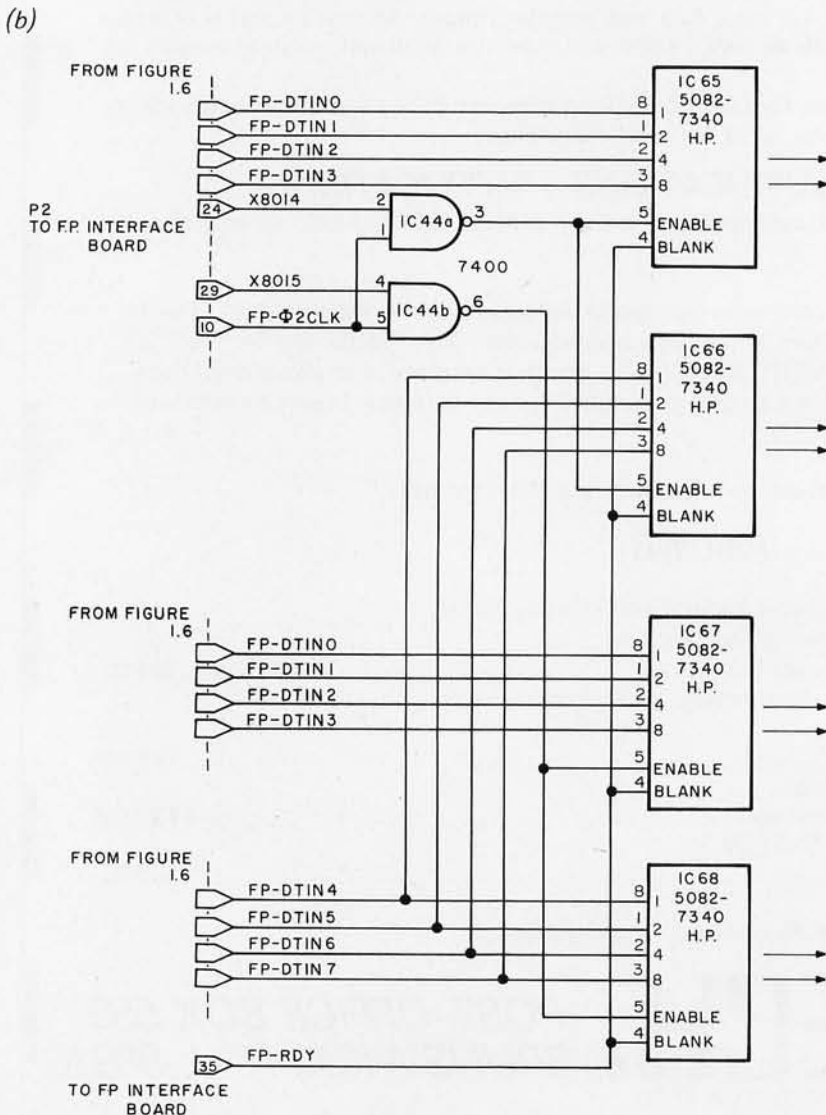 (b)
FROM FIGURE
1.6
FP-DTIN0
FP-DTIN1
FP-DTIN2
FP-DTIN3
24 X8014
P2
TO F.P. INTERFACE
BOARD
29 X8015
10 FP-Φ2CLK
2
1
IC44a
3
7400
4
5
IC44b
6
IC65
5082-
7340
H.P.
8 1
1 2
2 4
3 8
5 ENABLE
4 BLANK
IC66
5082-
7340
H.P.
8 1
1 2
2 4
3 8
5 ENABLE
4 BLANK
FROM FIGURE
1.6
FP-DTIN0
FP-DTIN1
FP-DTIN2
FP-DTIN3
IC67
5082-
7340
H.P.
8 1
1 2
2 4
3 8
5 ENABLE
4 BLANK
FROM FIGURE
1.6
FP-DTIN4
FP-DTIN5
FP-DTIN6
FP-DTIN7
IC68
5082-
7340
H.P.
8 1
1 2
2 4
3 8
5 ENABLE
4 BLANK
35 FP-RDY
TO FP INTERFACE
BOARD